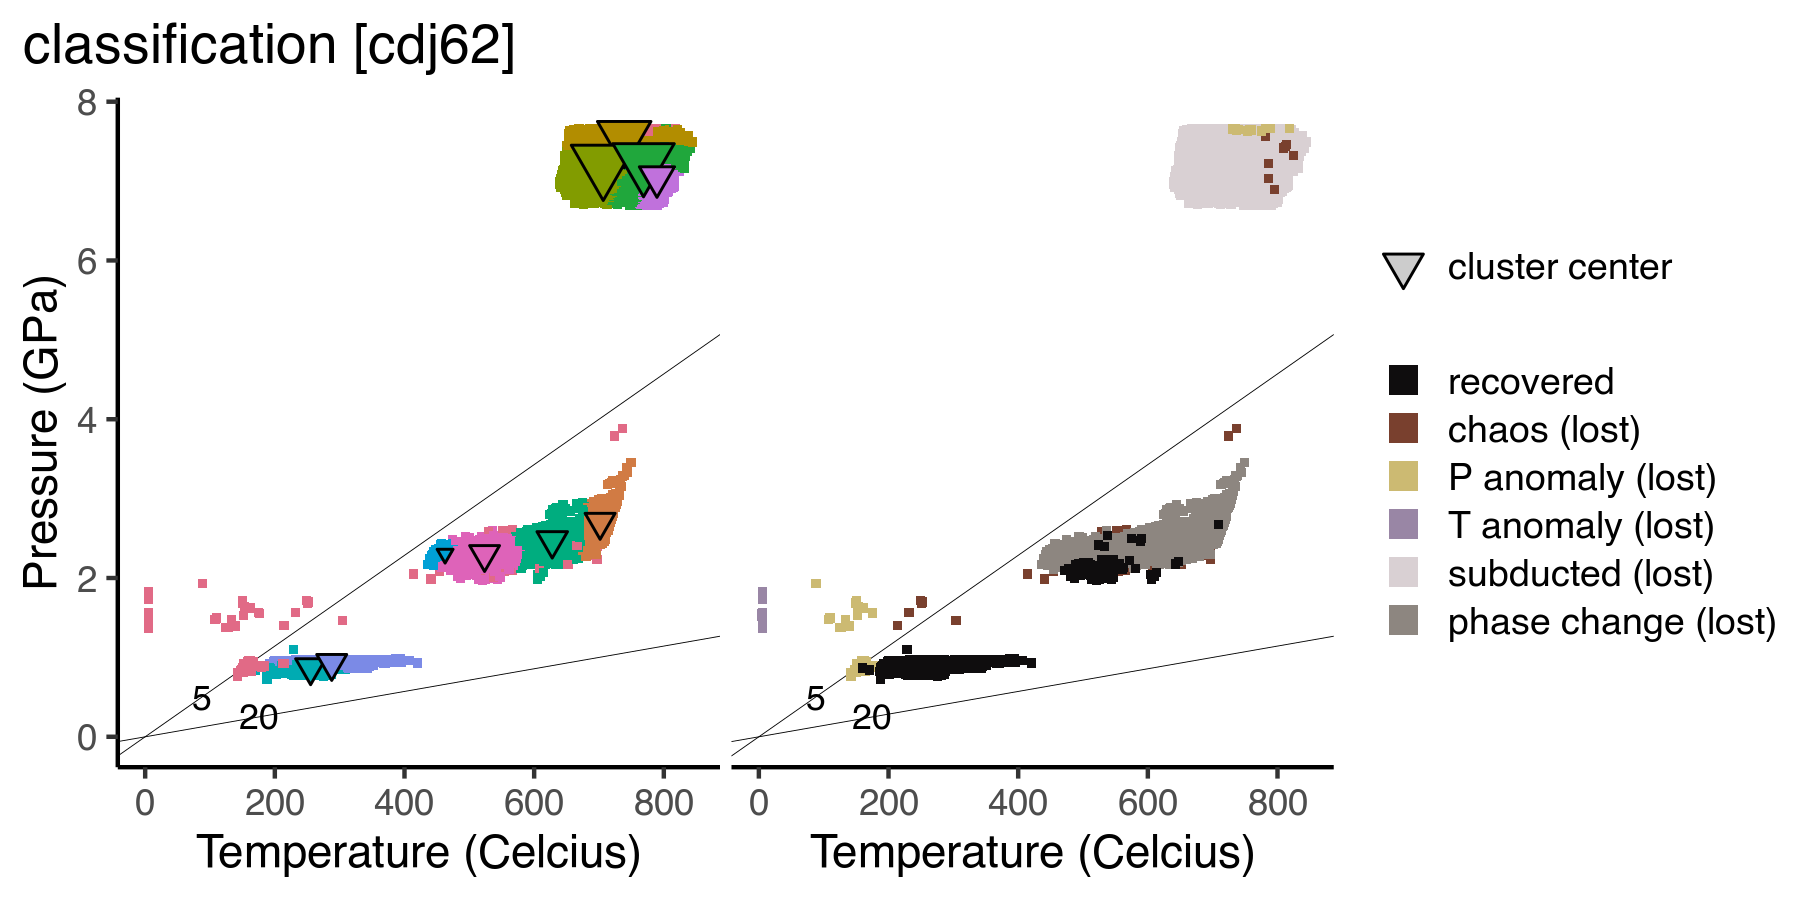 classification [cdj62]
8
6
4
2
0
Pressure (GPa)
5
20
0 200 400 600 800
Temperature (Celcius)
5
20
0 200 400 600 800
Temperature (Celcius)
cluster center
recovered
chaos (lost)
P anomaly (lost)
T anomaly (lost)
subducted (lost)
phase change (lost)